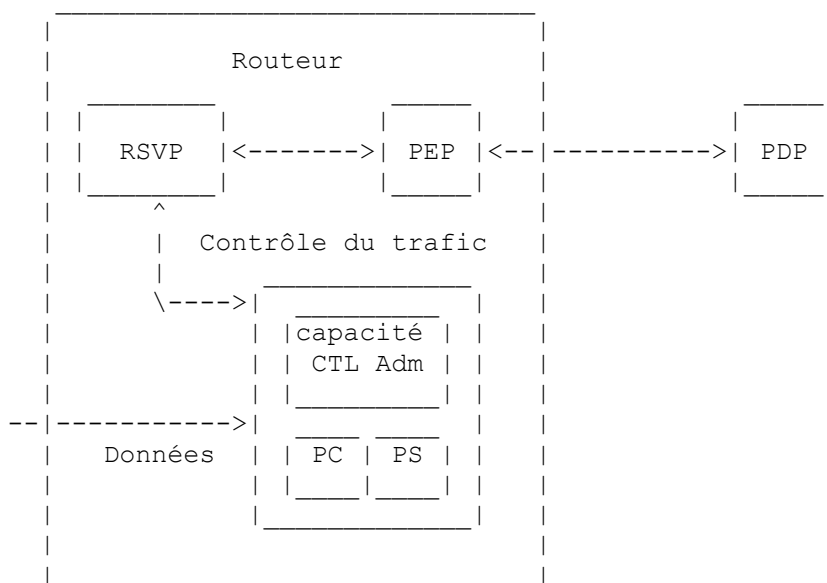 Routeur
RSVP PEP PDP
Contrôle du trafic
capacité
CTL Adm
Données PC PS